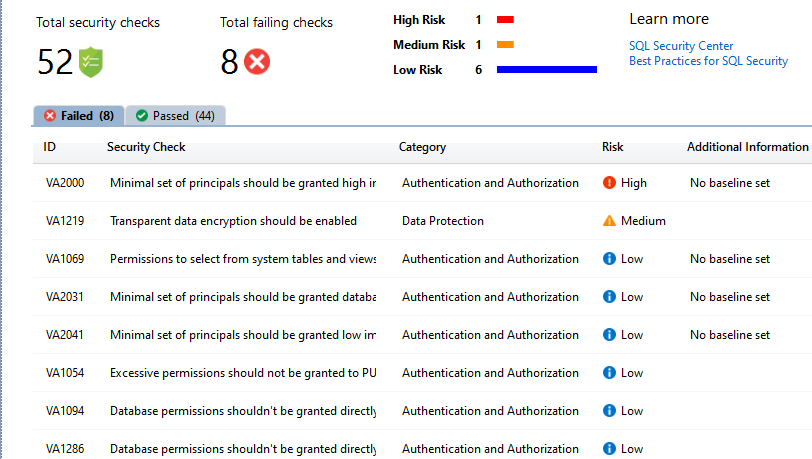 Total security checks
52
Total failing checks
8
High Risk 1
Medium Risk 1
Low Risk 6
Learn more
SQL Security Center
Best Practices for SQL Security
Failed (8) Passed (44)
ID Security Check Category Risk Additional Information
VA2000 Minimal set of principals should be granted high Authentication and Authorization High No baseline set
VA1219 Transparent data encryption should be enabled Data Protection Medium
VA1069 Permissions to select from system tables and views Authentication and Authorization Low No baseline set
VA2031 Minimal set of principals should be granted databa Authentication and Authorization Low No baseline set
VA2041 Minimal set of principals should be granted low im Authentication and Authorization Low No baseline set
VA1054 Excessive permissions should not be granted to PU Authentication and Authorization Low
VA1094 Database permissions shouldn't be granted directly Authentication and Authorization Low
VA1286 Database permissions shouldn't be granted directly Authentication and Authorization Low